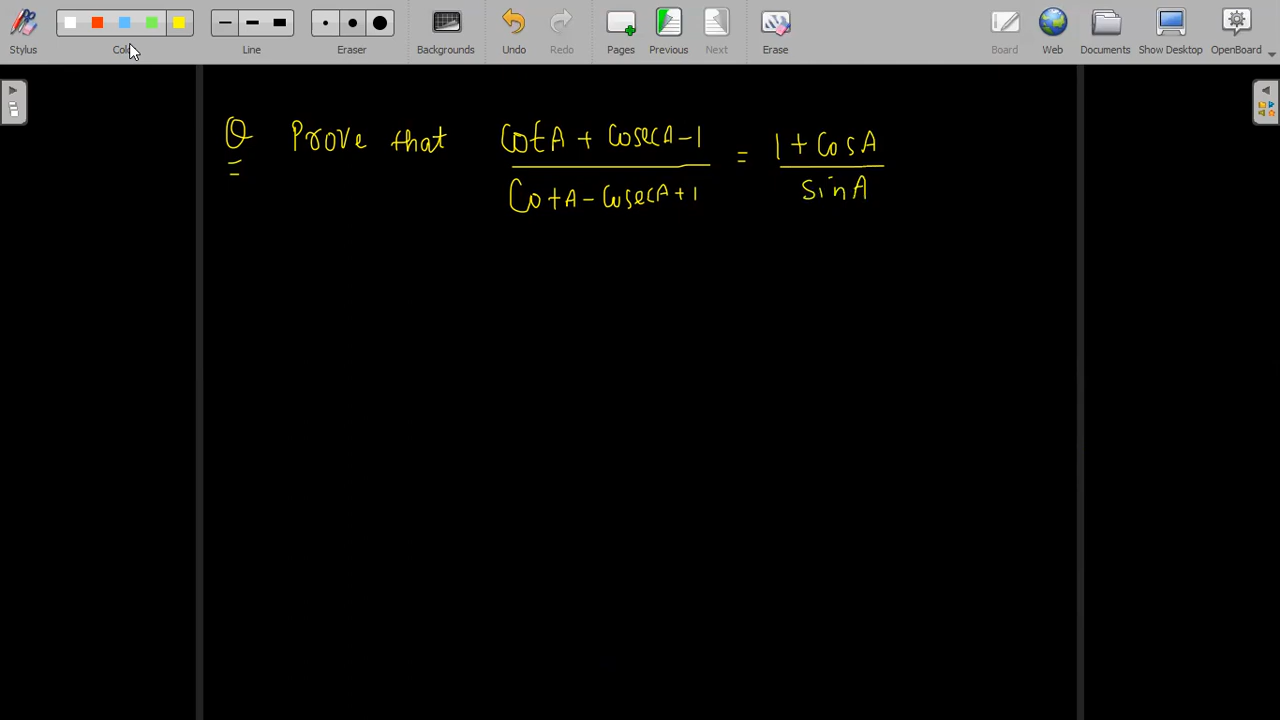 Stylus Color Line Eraser Backgrounds Undo Redo Pages Previous Next Erase Board Web Documents Show Desktop OpenBoard
Q Prove that cotA + cosecA - 1 / CotA - cosecA + 1 = 1 + CosA / sinA